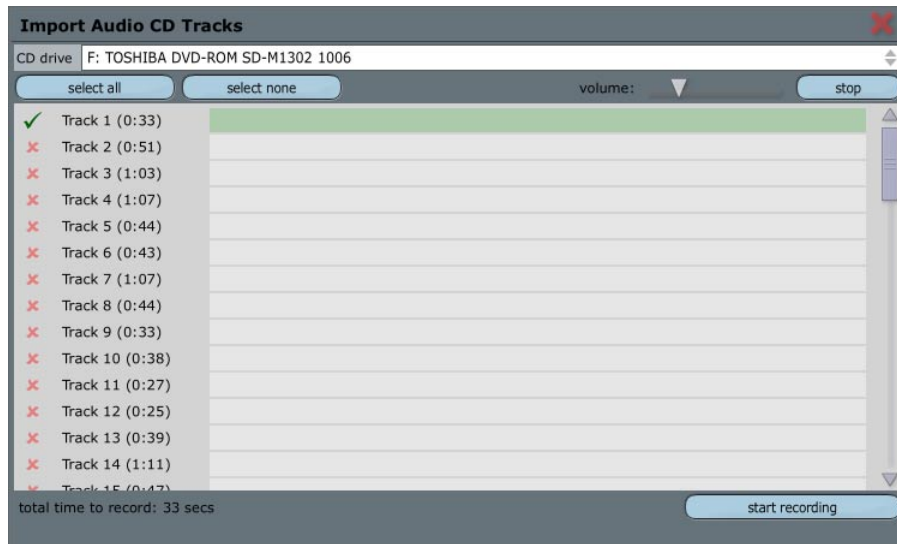 Import Audio CD Tracks
CD drive F: TOSHIBA DVD-ROM SD-M1302 1006
select all select none volume: stop
Track 1 (0:33)
Track 2 (0:51)
Track 3 (1:03)
Track 4 (1:07)
Track 5 (0:44)
Track 6 (0:43)
Track 7 (1:07)
Track 8 (0:44)
Track 9 (0:33)
Track 10 (0:38)
Track 11 (0:27)
Track 12 (0:25)
Track 13 (0:39)
Track 14 (1:11)
Track 15 (0:47)
total time to record: 33 secs start recording